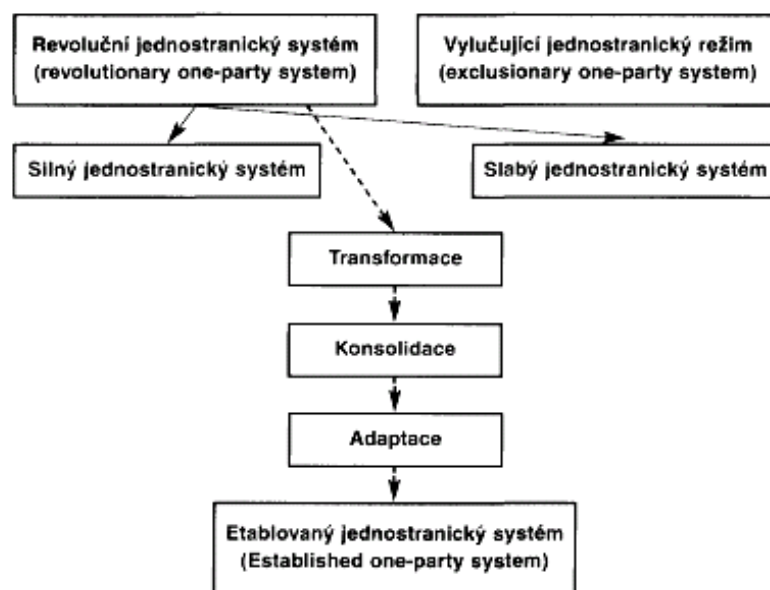 Revoluční jednostranický systém
(revolutionary one-party system)
Vylučující jednostranický režim
(exclusionary one-party system)
Silný jednostranický systém
Slabý jednostranický systém
Transformace
Konsolidace
Adaptace
Etablovaný jednostranický systém
(Established one-party system)